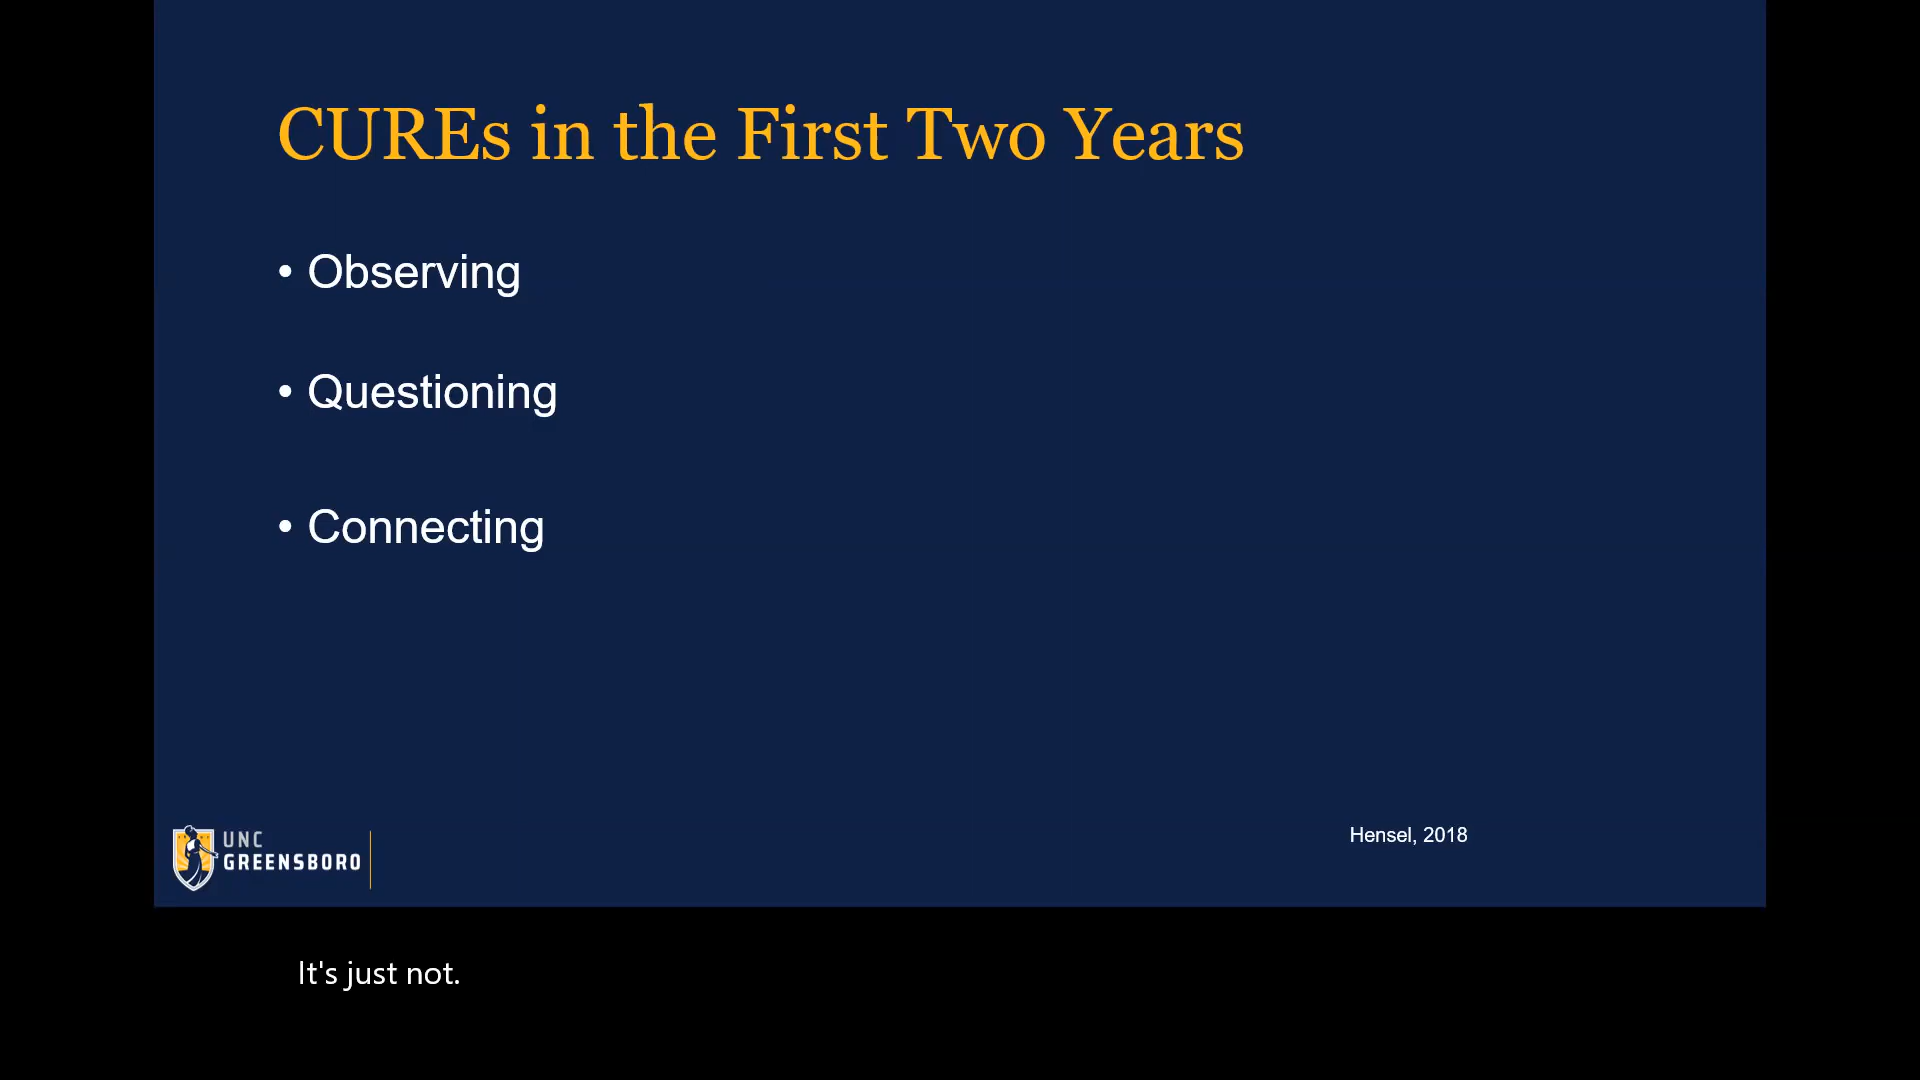 CUREs in the First Two Years
• Observing
• Questioning
• Connecting
UNC
GREENSBORO
Hensel, 2018
It's just not.